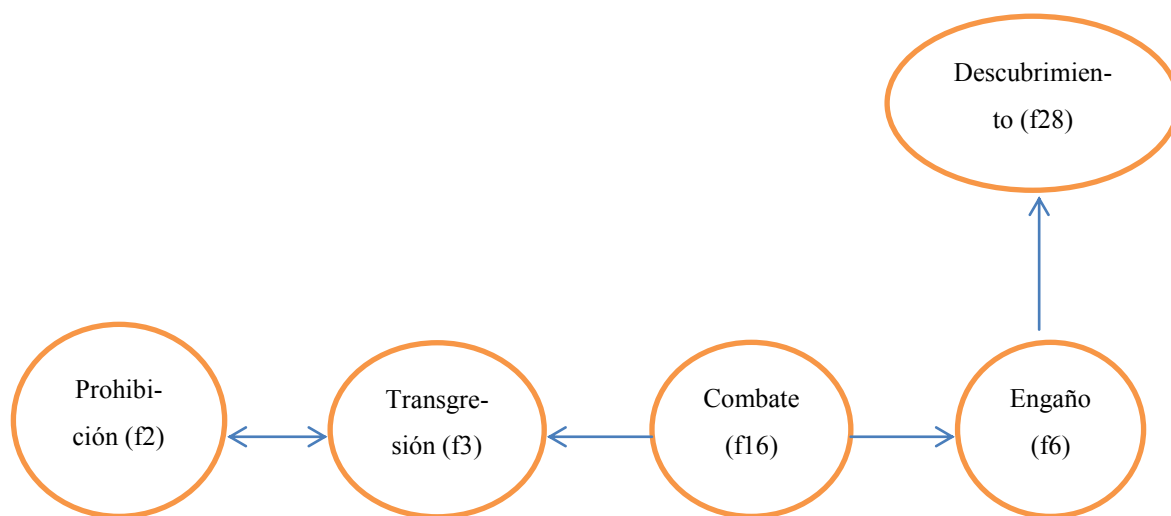 Descubrimien-
to (f28)
Prohibi-
ción (f2)
Transgre-
sión (f3)
Combate
(f16)
Engaño
(f6)